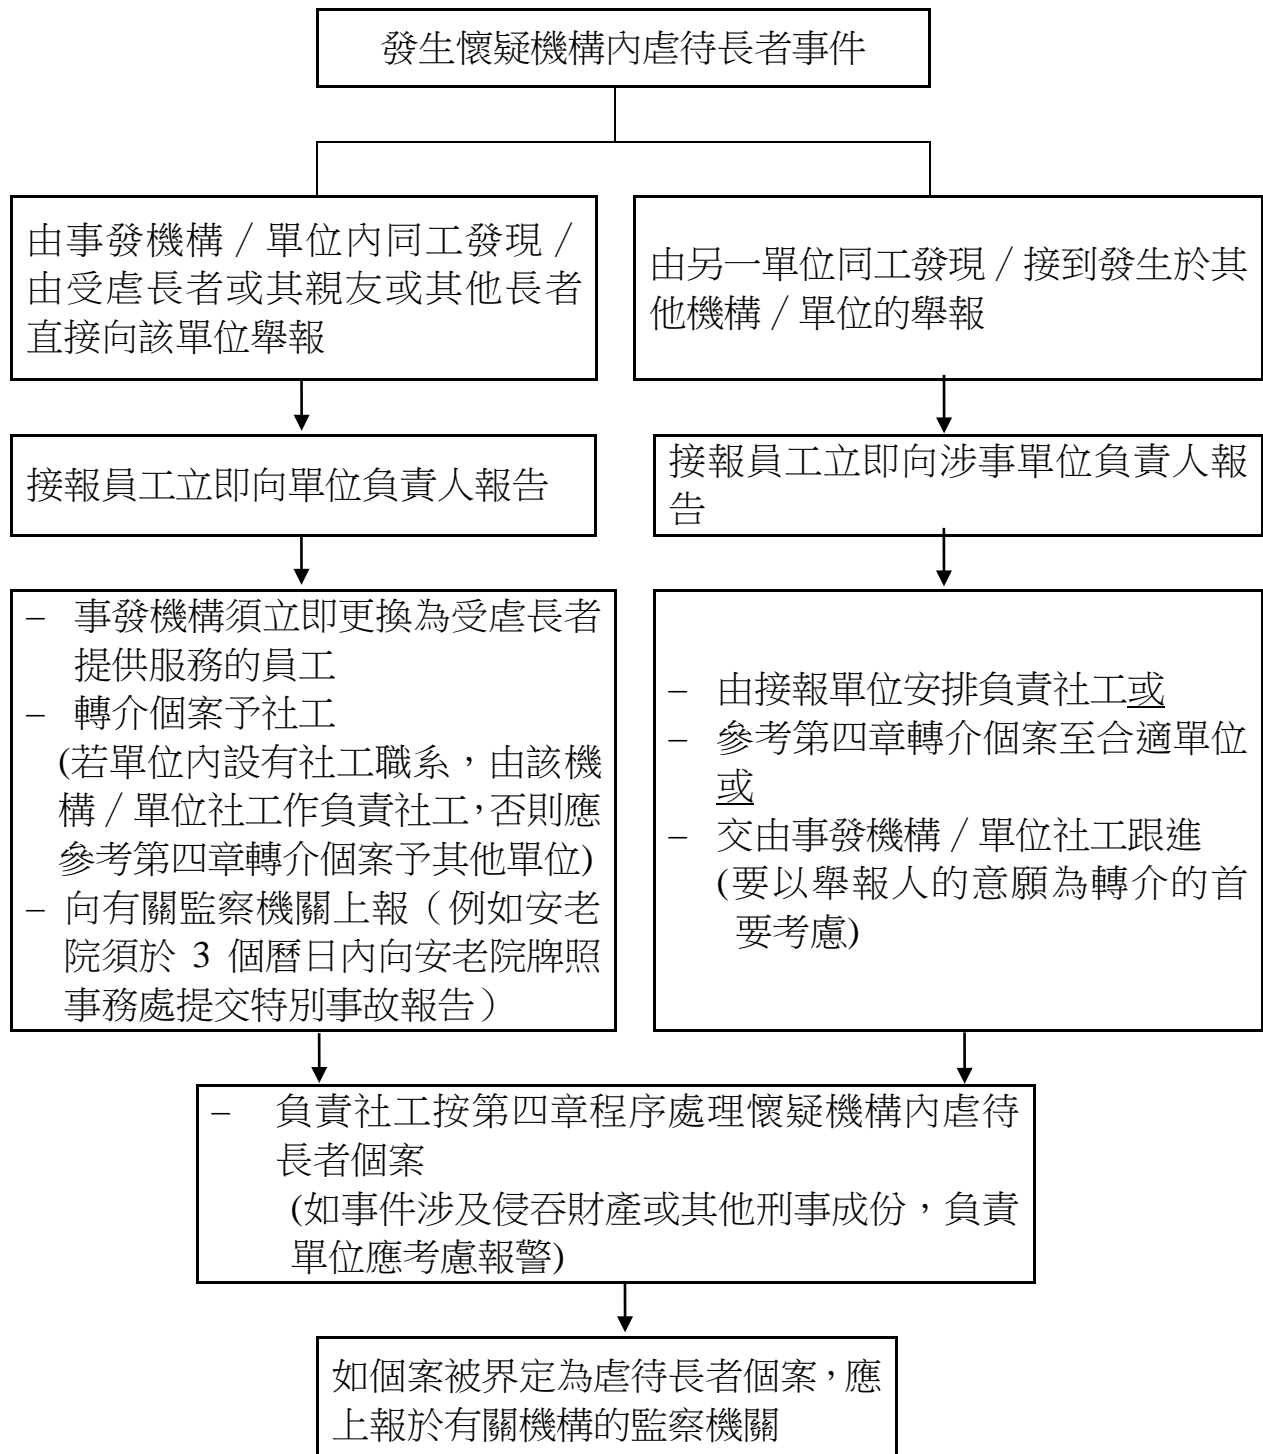 發生懷疑機構內虐待長者事件
由事發機構／單位內同工發現／
由受虐長者或其親友或其他長者
直接向該單位舉報
由另一單位同工發現／接到發生於其
他機構／單位的舉報
接報員工立即向單位負責人報告
接報員工立即向涉事單位負責人報
告
– 事發機構須立即更換為受虐長者
提供服務的員工
– 轉介個案予社工
(若單位內設有社工職系，由該機
構／單位社工作負責社工，否則應
參考第四章轉介個案予其他單位)
– 向有關監察機關上報（例如安老
院須於 3 個曆日內向安老院牌照
事務處提交特別事故報告）
– 由接報單位安排負責社工或
– 參考第四章轉介個案至合適單位
或
– 交由事發機構／單位社工跟進
(要以舉報人的意願為轉介的首
要考慮)
– 負責社工按第四章程序處理懷疑機構內虐待
長者個案
(如事件涉及侵吞財產或其他刑事成份，負責
單位應考慮報警)
如個案被界定為虐待長者個案，應
上報於有關機構的監察機關